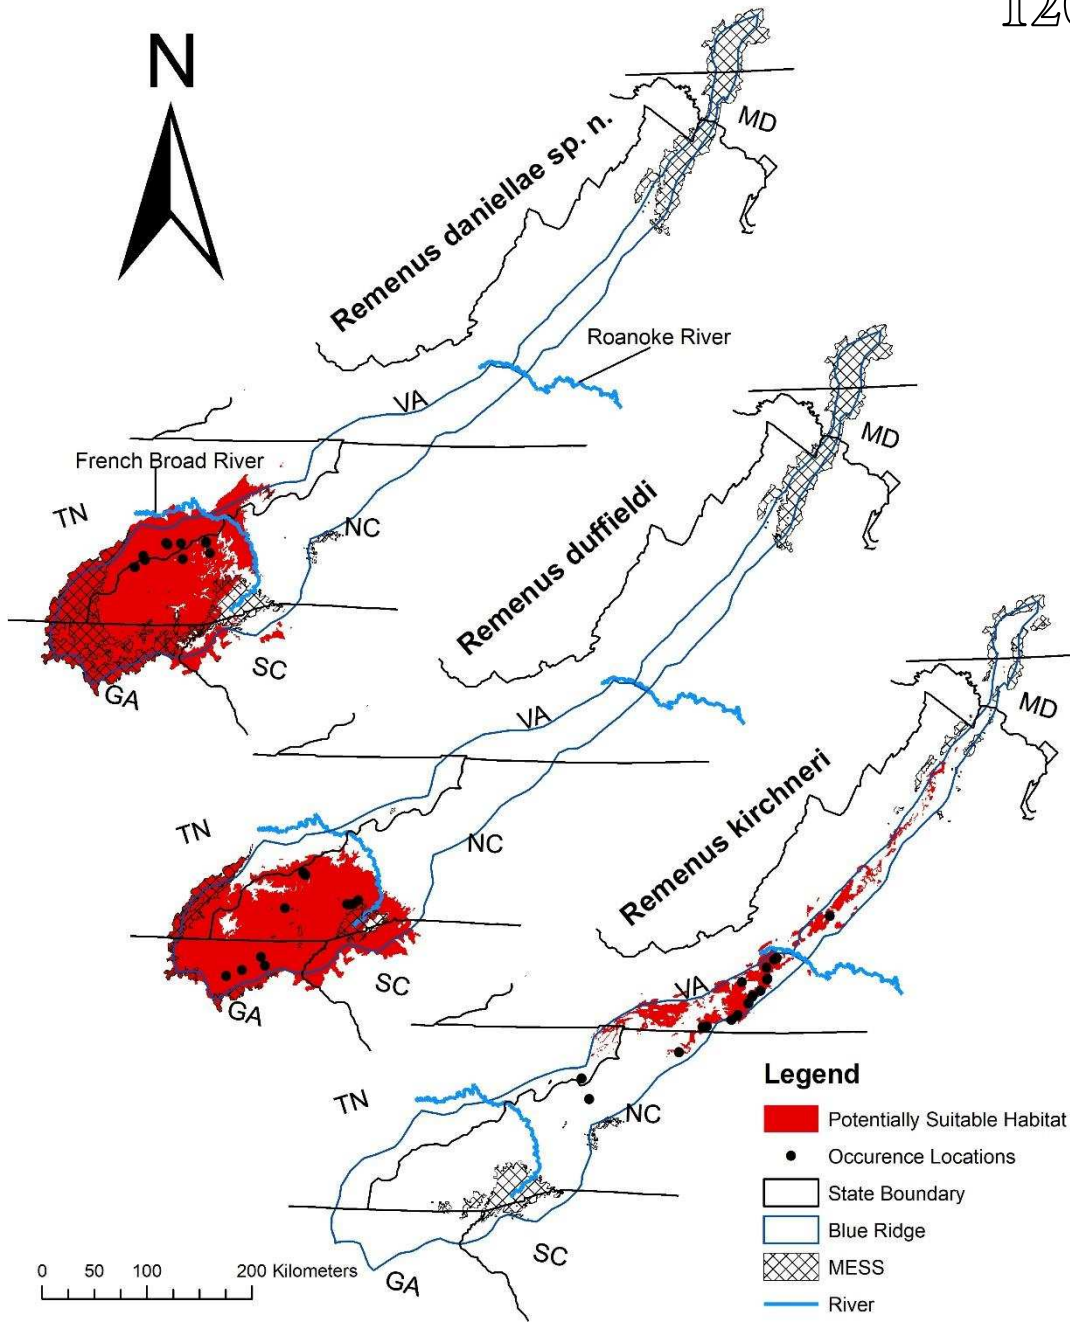 N
Remenus daniellae sp. n.
MD
Roanoke River
VA
French Broad River
TN
NC
SC
GA
Remenus duffieldi
MD
VA
TN
NC
SC
GA
Remenus kirchneri
MD
VA
TN
NC
SC
GA
Legend
Potentially Suitable Habitat
Occurence Locations
State Boundary
Blue Ridge
MESS
River
0 50 100 200 Kilometers